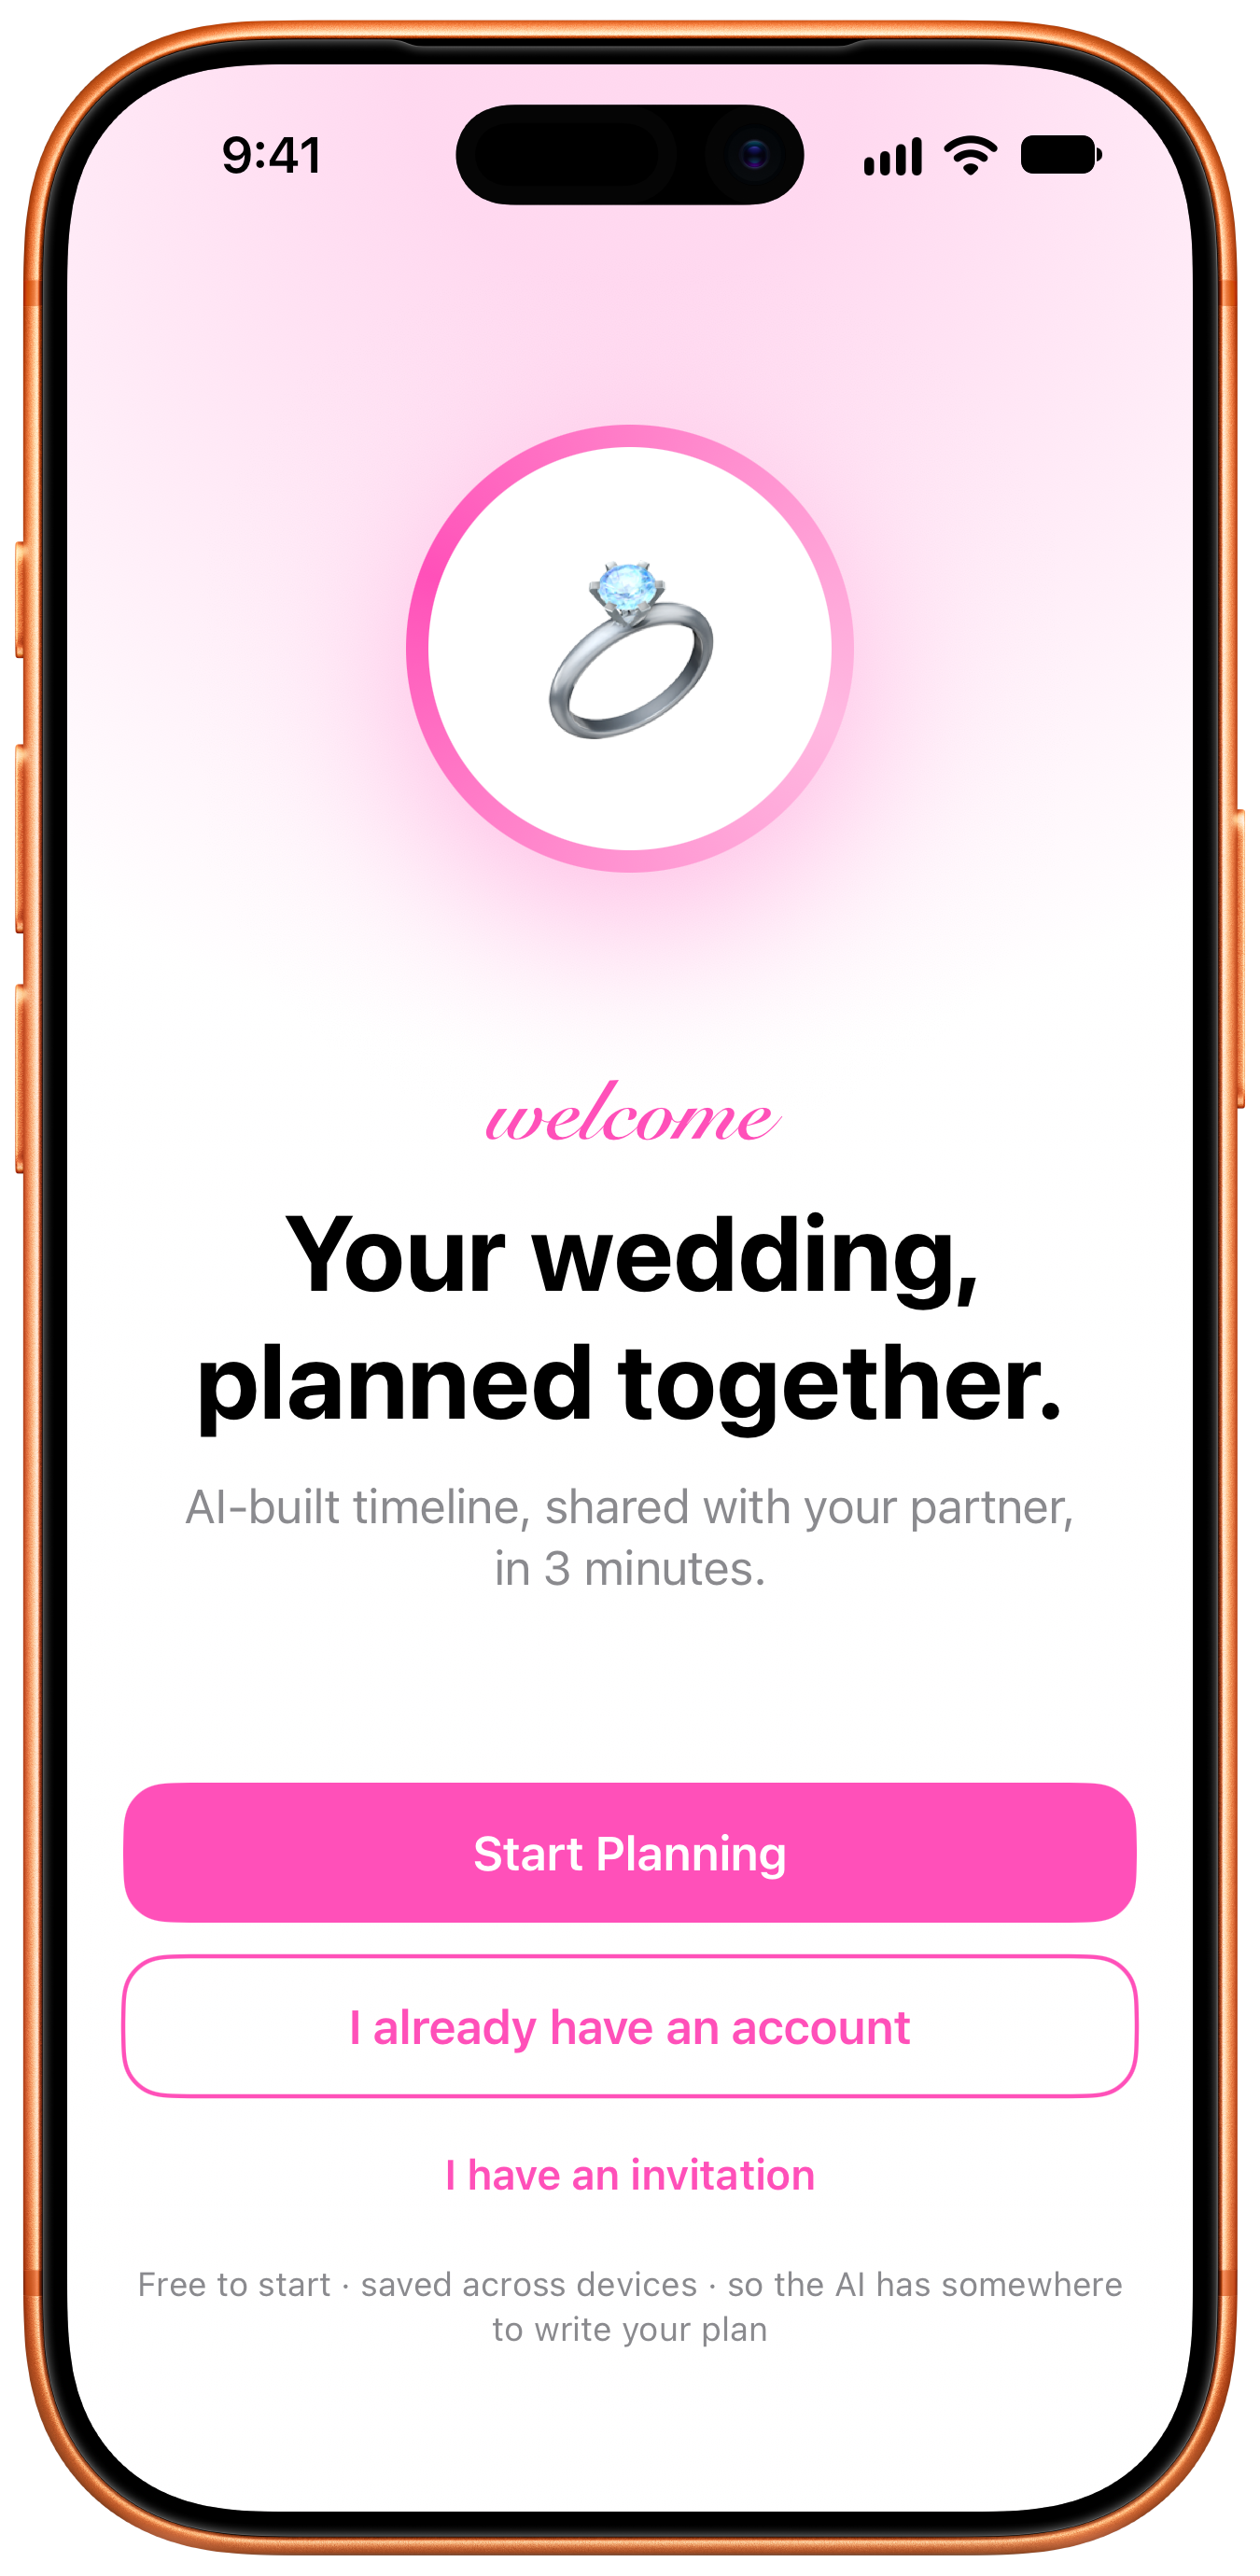 9:41
welcome
Your wedding,
planned together.
AI-built timeline, shared with your partner,
in 3 minutes.
Start Planning
I already have an account
I have an invitation
Free to start · saved across devices · so the AI has somewhere
to write your plan